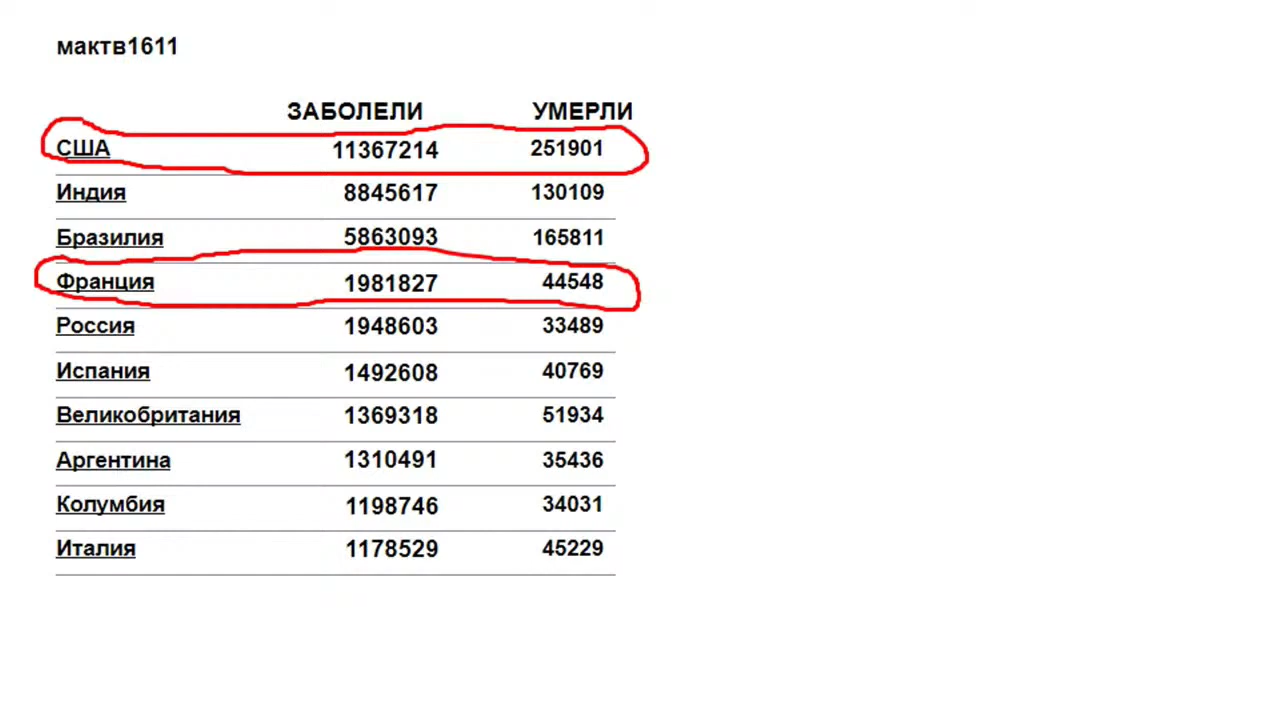 мактв1611
ЗАБОЛЕЛИ УМЕРЛИ
США 11367214 251901
Индия 8845617 130109
Бразилия 5863093 165811
Франция 1981827 44548
Россия 1948603 33489
Испания 1492608 40769
Великобритания 1369318 51934
Аргентина 1310491 35436
Колумбия 1198746 34031
Италия 1178529 45229